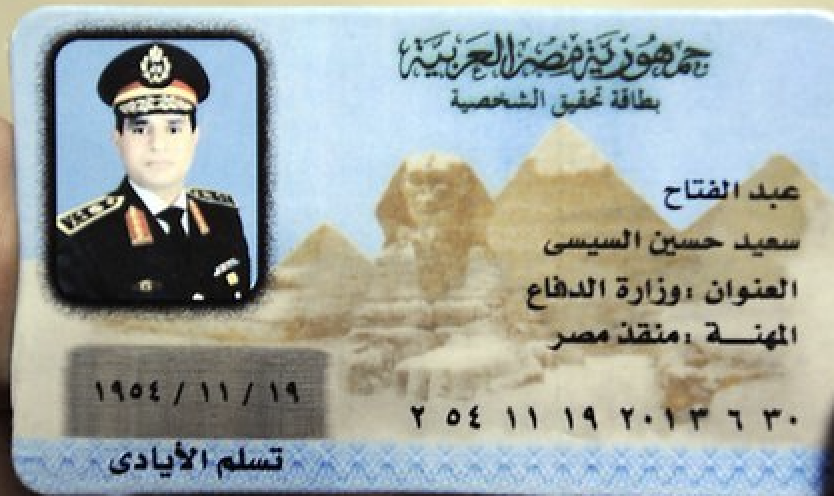 جمهورية مصر العربية
بطاقة تحقيق الشخصية
عبد الفتاح
سعيد حسين السيسى
العنوان :وزارة الدفاع
المهنــة :منقذ مصر
٢ ٥٤ ١١ ١٩ ٢٠١٣ ٦ ٣٠
١٩٥٤ / ١١ / ١٩
تسلم الأيادى